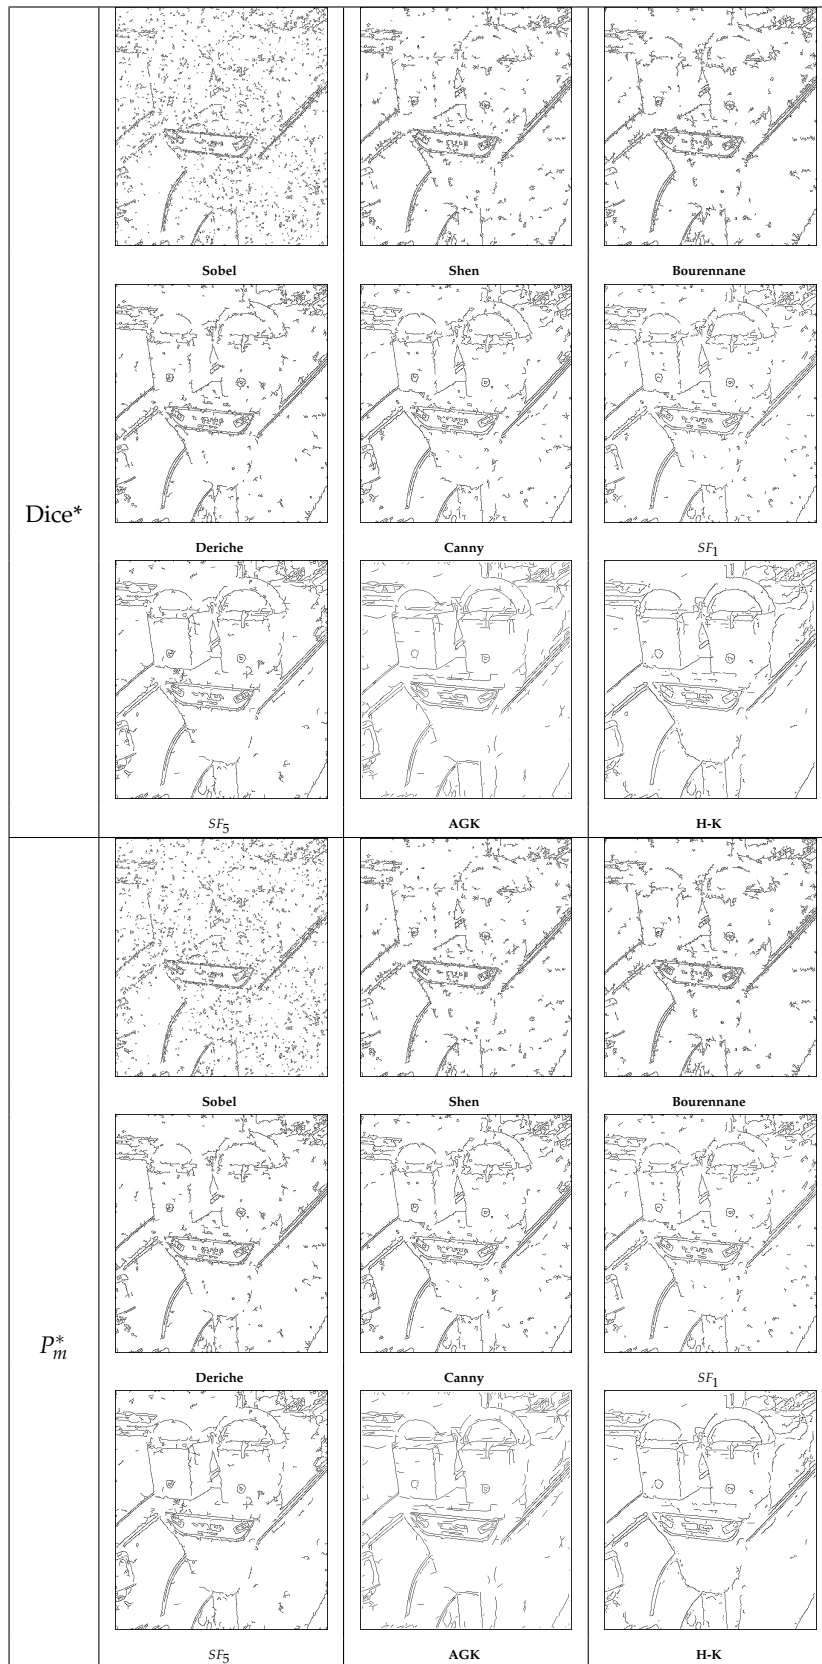 Dice*
Sobel Shen Bourennane
Deriche Canny SF₁
SF₅ AGK H-K
P*ₘ
Sobel Shen Bourennane
Deriche Canny SF₁
SF₅ AGK H-K